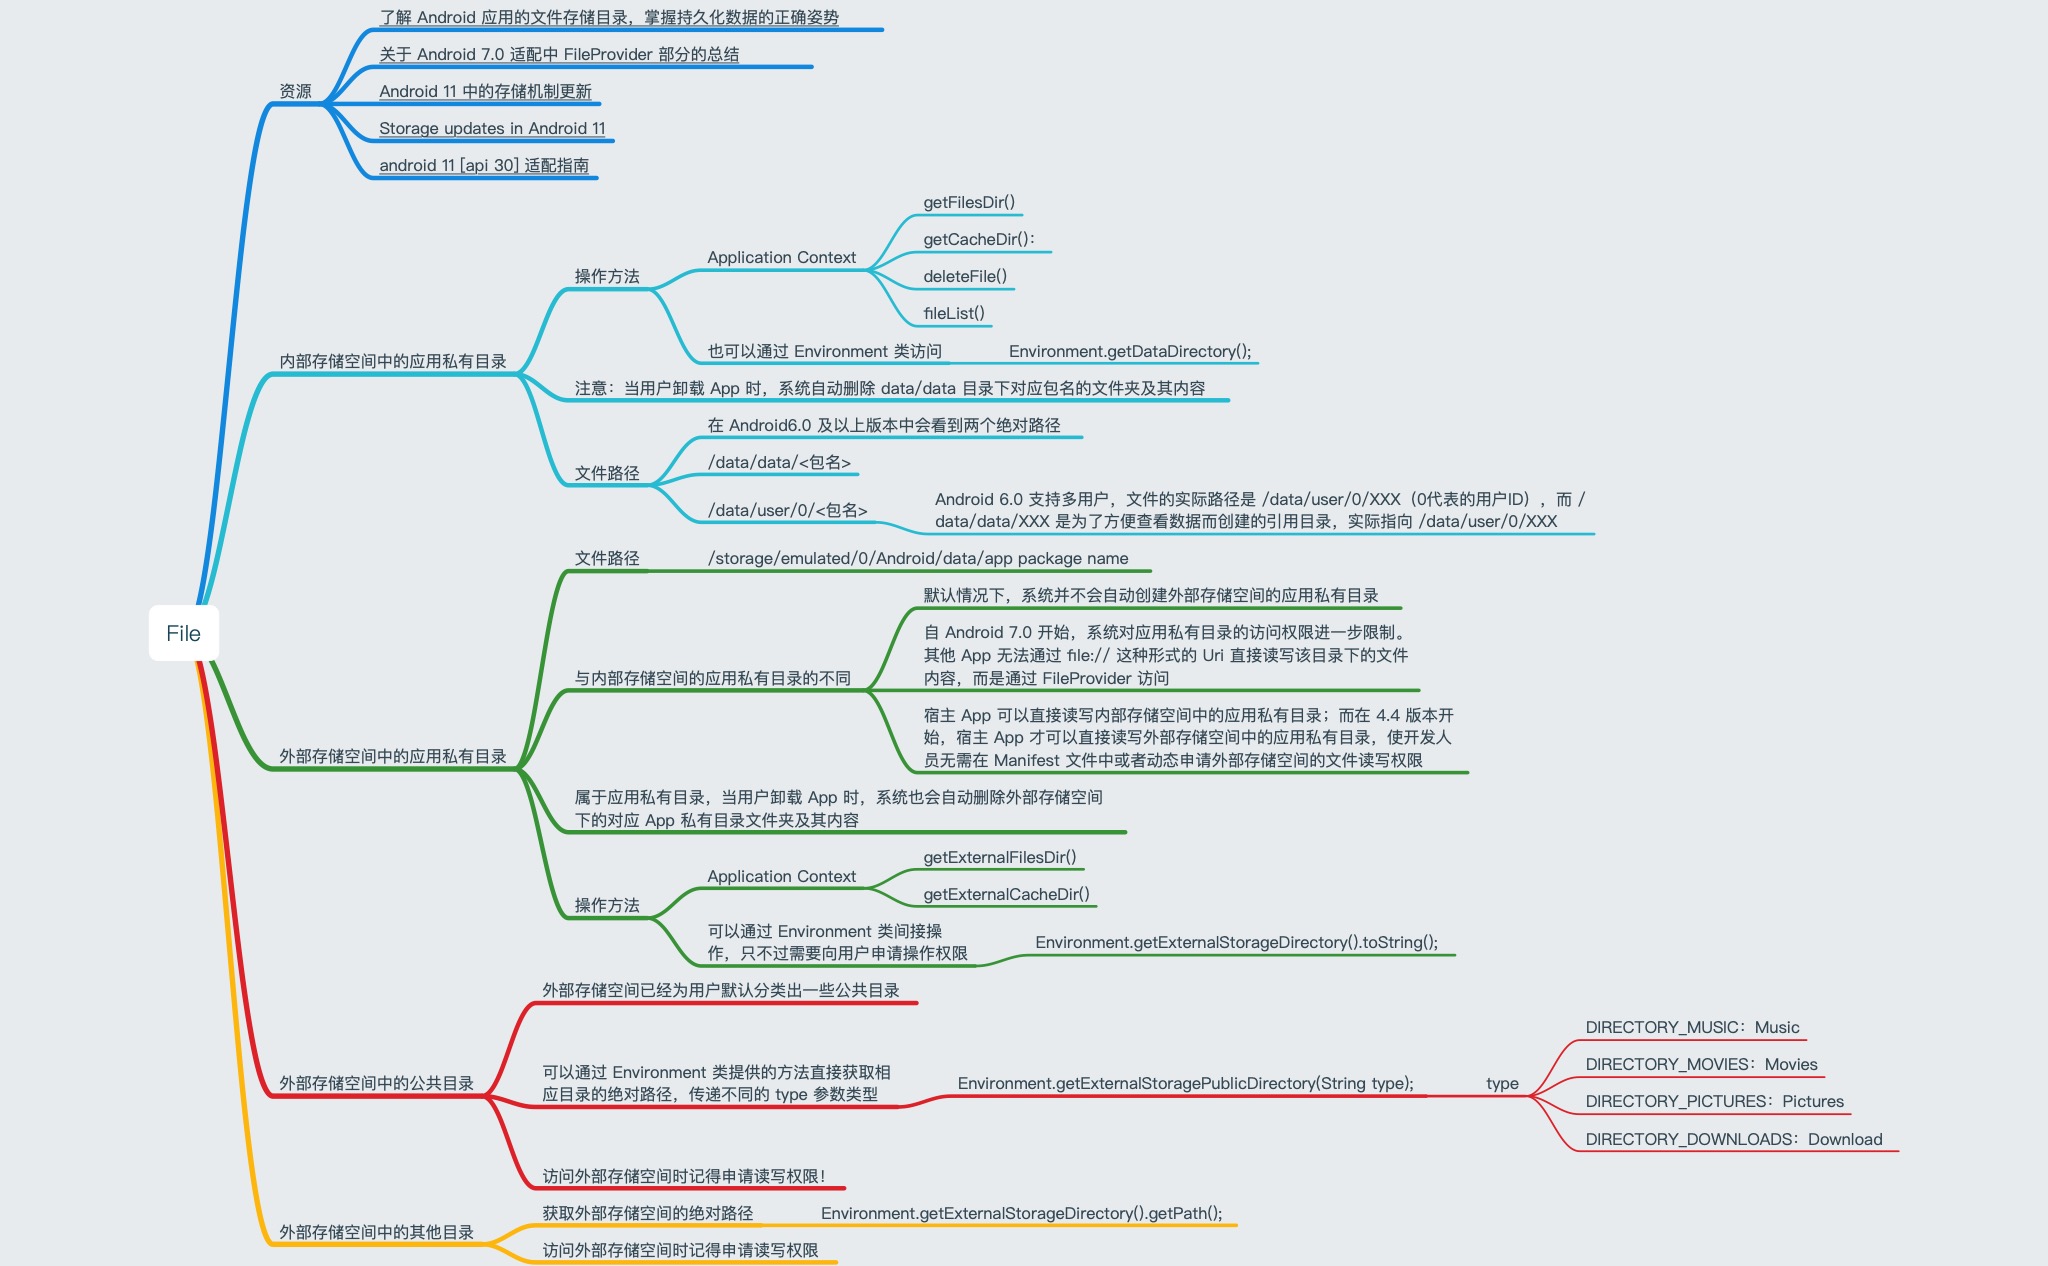 了解 Android 应用的文件存储目录，掌握持久化数据的正确姿势
关于 Android 7.0 适配中 FileProvider 部分的总结
资源
Android 11 中的存储机制更新
Storage updates in Android 11
android 11 [api 30] 适配指南
getFilesDir()
getCacheDir()：
Application Context
操作方法
deleteFile()
fileList()
也可以通过 Environment 类访问
Environment.getDataDirectory();
内部存储空间中的应用私有目录
注意：当用户卸载 App 时，系统自动删除 data/data 目录下对应包名的文件夹及其内容
在 Android6.0 及以上版本中会看到两个绝对路径
/data/data/<包名>
文件路径
/data/user/0/<包名>
Android 6.0 支持多用户，文件的实际路径是 /data/user/0/XXX（0代表的用户ID），而 /
data/data/XXX 是为了方便查看数据而创建的引用目录，实际指向 /data/user/0/XXX
文件路径
/storage/emulated/0/Android/data/app package name
默认情况下，系统并不会自动创建外部存储空间的应用私有目录
File
自 Android 7.0 开始，系统对应用私有目录的访问权限进一步限制。
其他 App 无法通过 file:// 这种形式的 Uri 直接读写该目录下的文件
内容，而是通过 FileProvider 访问
与内部存储空间的应用私有目录的不同
宿主 App 可以直接读写内部存储空间中的应用私有目录；而在 4.4 版本开
始，宿主 App 才可以直接读写外部存储空间中的应用私有目录，使开发人
员无需在 Manifest 文件中或者动态申请外部存储空间的文件读写权限
外部存储空间中的应用私有目录
属于应用私有目录，当用户卸载 App 时，系统也会自动删除外部存储空间
下的对应 App 私有目录文件夹及其内容
getExternalFilesDir()
Application Context
getExternalCacheDir()
操作方法
可以通过 Environment 类间接操
作，只不过需要向用户申请操作权限
Environment.getExternalStorageDirectory().toString();
外部存储空间已经为用户默认分类出一些公共目录
DIRECTORY_MUSIC：Music
DIRECTORY_MOVIES：Movies
外部存储空间中的公共目录
可以通过 Environment 类提供的方法直接获取相
应目录的绝对路径，传递不同的 type 参数类型
Environment.getExternalStoragePublicDirectory(String type);
type
DIRECTORY_PICTURES：Pictures
DIRECTORY_DOWNLOADS：Download
访问外部存储空间时记得申请读写权限！
获取外部存储空间的绝对路径
Environment.getExternalStorageDirectory().getPath();
外部存储空间中的其他目录
访问外部存储空间时记得申请读写权限